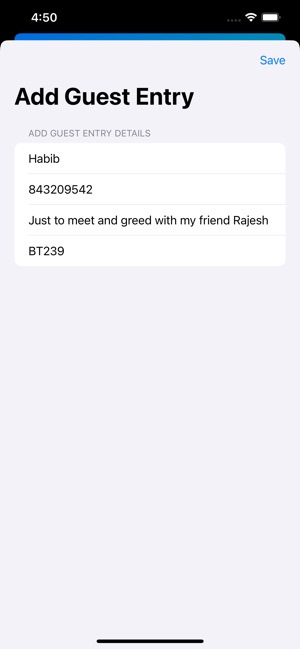 4:50
Save
Add Guest Entry
ADD GUEST ENTRY DETAILS
Habib
843209542
Just to meet and greed with my friend Rajesh
BT239